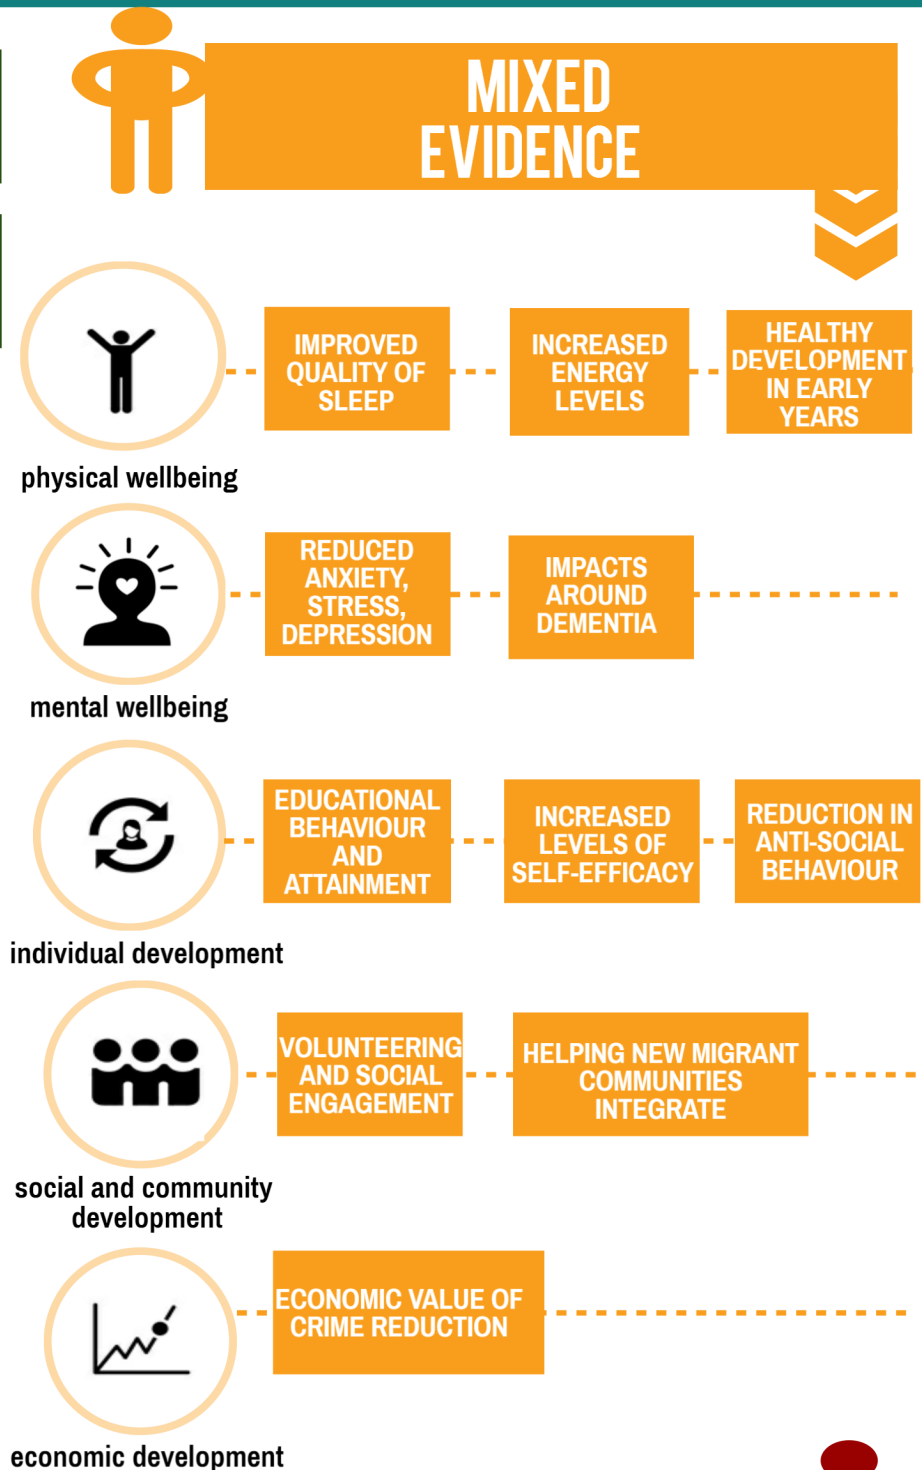 MIXED
EVIDENCE
IMPROVED
QUALITY OF
SLEEP
INCREASED
ENERGY
LEVELS
HEALTHY
DEVELOPMENT
IN EARLY
YEARS
physical wellbeing
REDUCED
ANXIETY,
STRESS,
DEPRESSION
IMPACTS
AROUND
DEMENTIA
mental wellbeing
EDUCATIONAL
BEHAVIOUR
AND
ATTAINMENT
INCREASED
LEVELS OF
SELF-EFFICACY
REDUCTION IN
ANTI-SOCIAL
BEHAVIOUR
individual development
VOLUNTEERING
AND SOCIAL
ENGAGEMENT
HELPING NEW MIGRANT
COMMUNITIES
INTEGRATE
social and community
development
ECONOMIC VALUE OF
CRIME REDUCTION
economic development